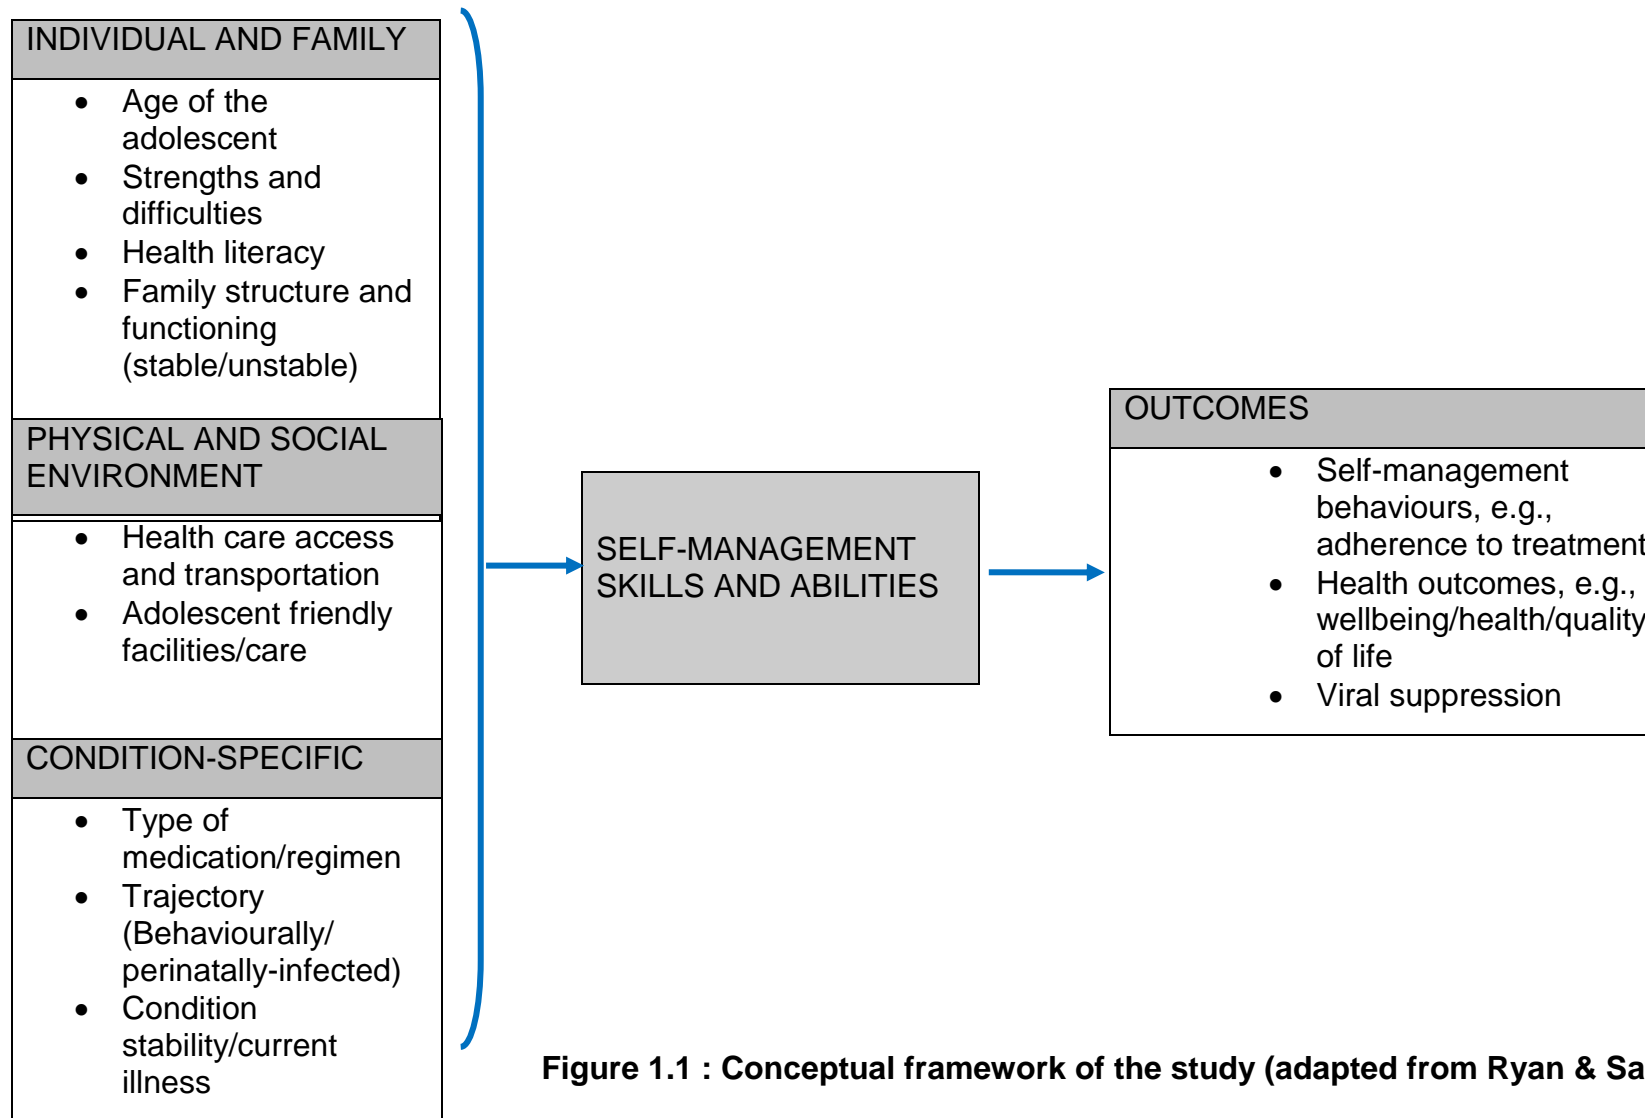 INDIVIDUAL AND FAMILY
• Age of the
adolescent
• Strengths and
difficulties
• Health literacy
• Family structure and
functioning
(stable/unstable)
PHYSICAL AND SOCIAL
ENVIRONMENT
• Health care access
and transportation
• Adolescent friendly
facilities/care
CONDITION-SPECIFIC
• Type of
medication/regimen
• Trajectory
(Behaviourally/
perinatally-infected)
• Condition
stability/current
illness
SELF-MANAGEMENT
SKILLS AND ABILITIES
OUTCOMES
• Self-management
behaviours, e.g.,
adherence to treatment
• Health outcomes, e.g.,
wellbeing/health/quality
of life
• Viral suppression
Figure 1.1 : Conceptual framework of the study (adapted from Ryan & Sa